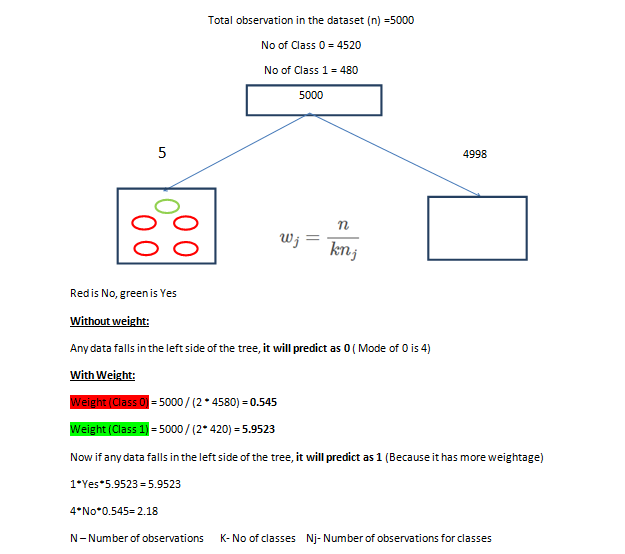 Total observation in the dataset (n) =5000
No of Class 0 = 4520
No of Class 1 = 480
5000
5
4998
wj = n / knj
Red is No, green is Yes
Without weight:
Any data falls in the left side of the tree, it will predict as 0 ( Mode of 0 is 4)
With Weight:
Weight (Class 0) = 5000 / (2 * 4580) = 0.545
Weight (Class 1) = 5000 / (2* 420) = 5.9523
Now if any data falls in the left side of the tree, it will predict as 1 (Because it has more weightage)
1*Yes*5.9523 = 5.9523
4*No*0.545= 2.18
N – Number of observations K- No of classes Nj- Number of observations for classes